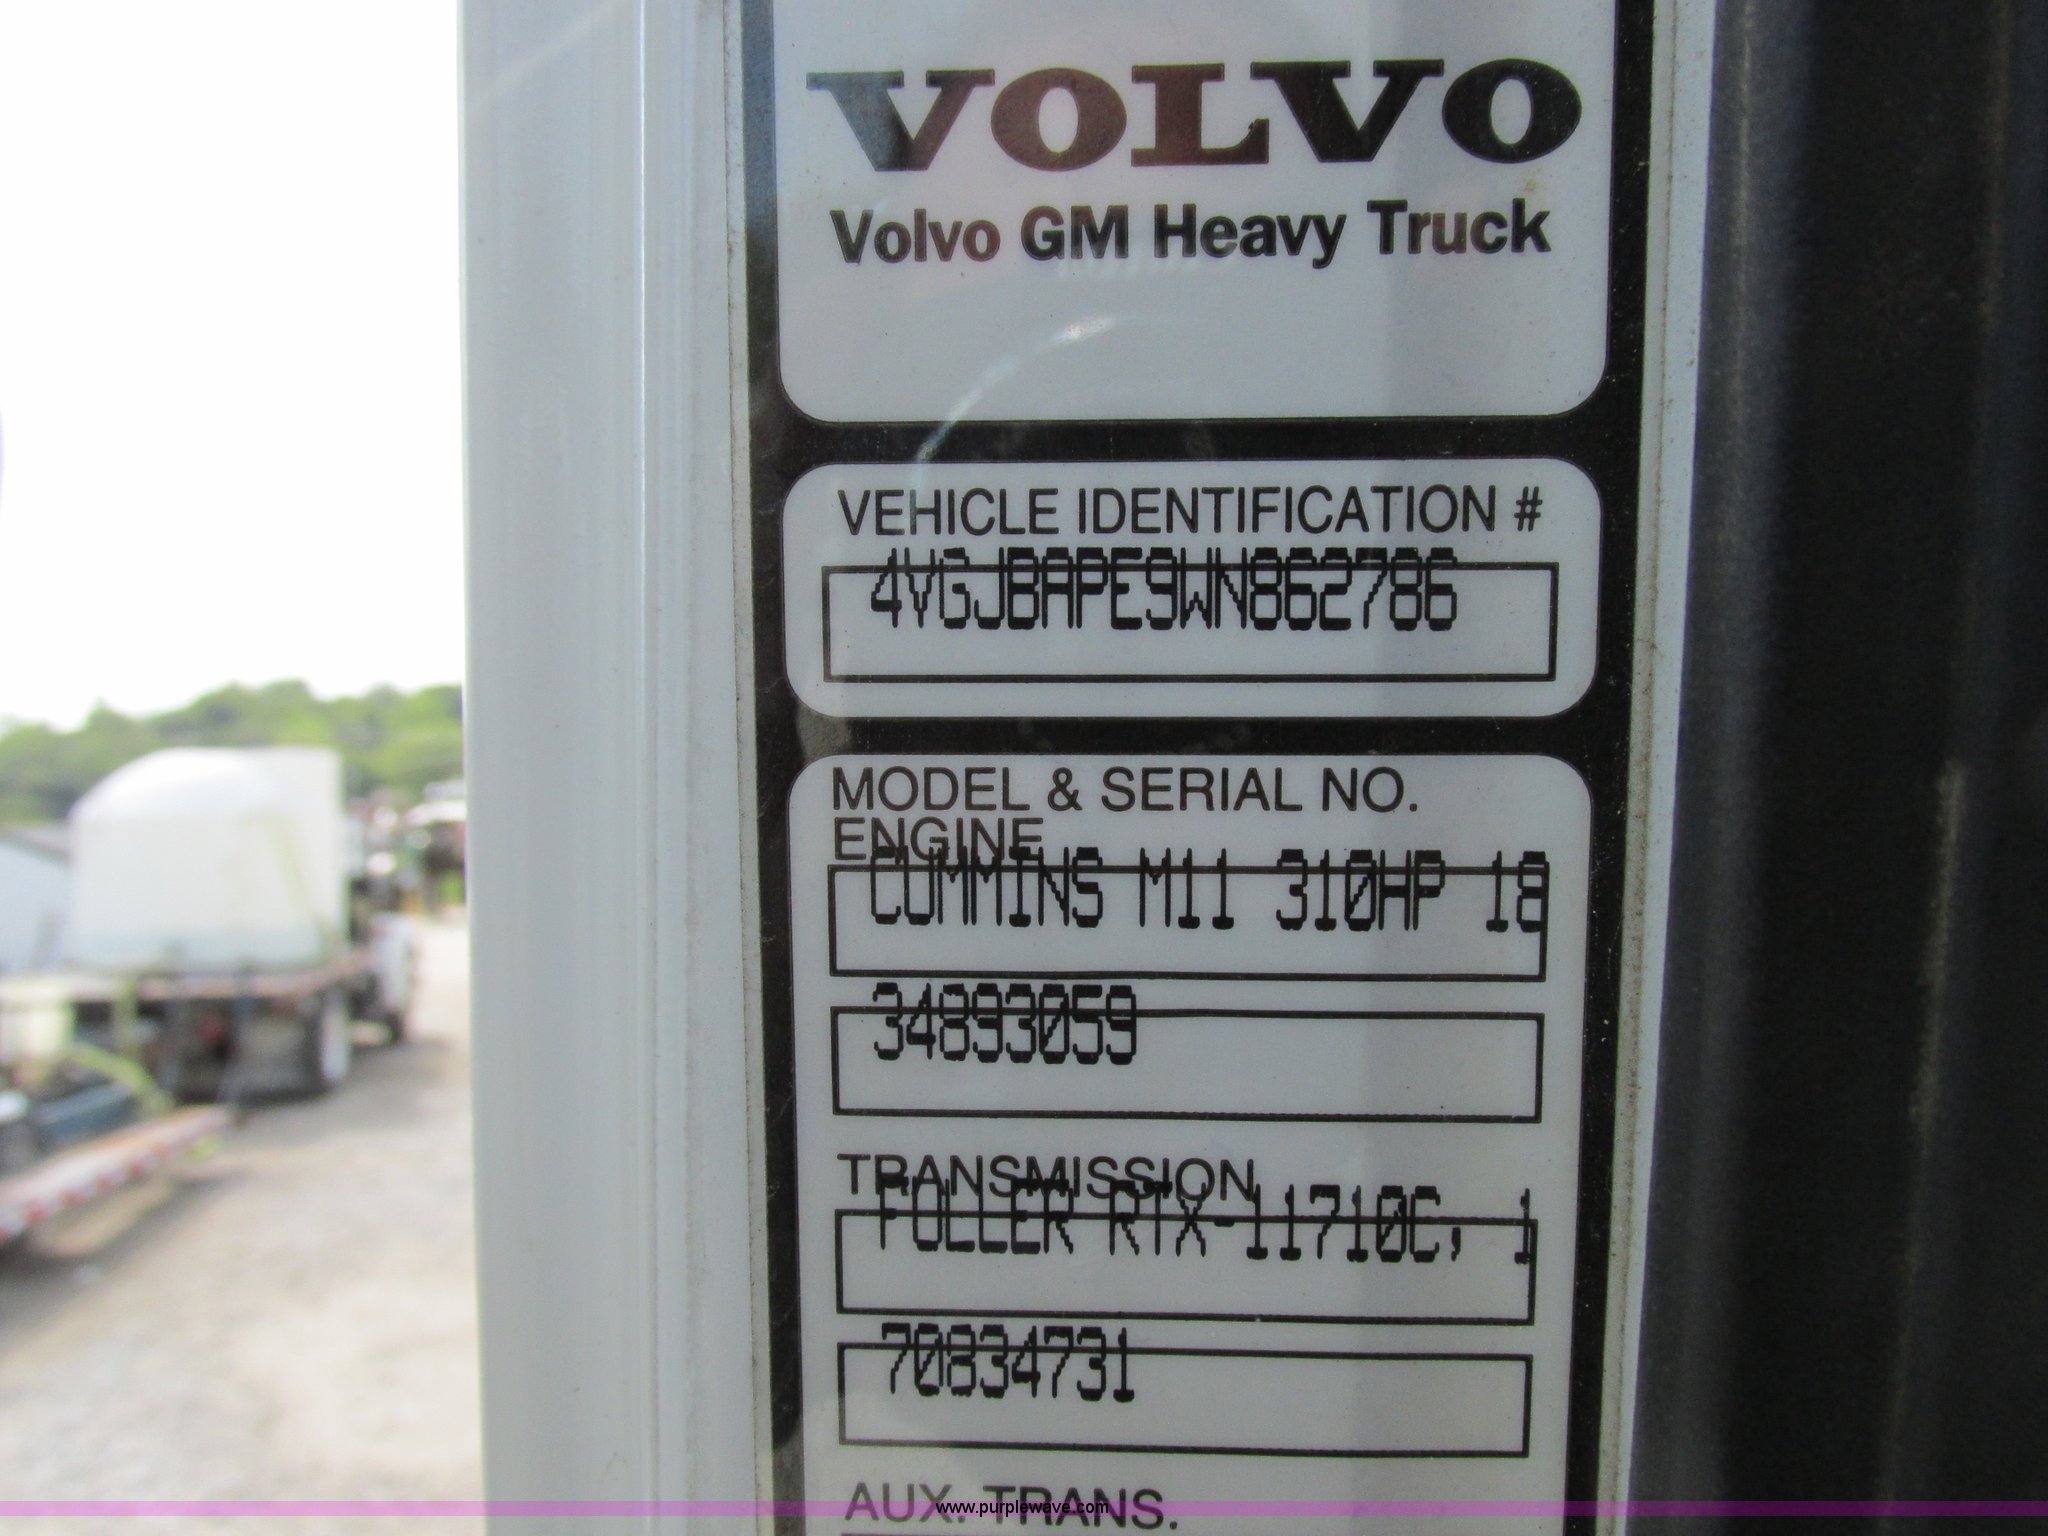 VOLVO
Volvo GM Heavy Truck
VEHICLE IDENTIFICATION #
4VGJBAPE9WN862786
MODEL & SERIAL NO.
ENGINE
CUMMINS M11 310HP 18
34893059
TRANSMISSION
FULLER RTX-11710C, 1
70834731
AUX. TRANS.
www.purplewave.com